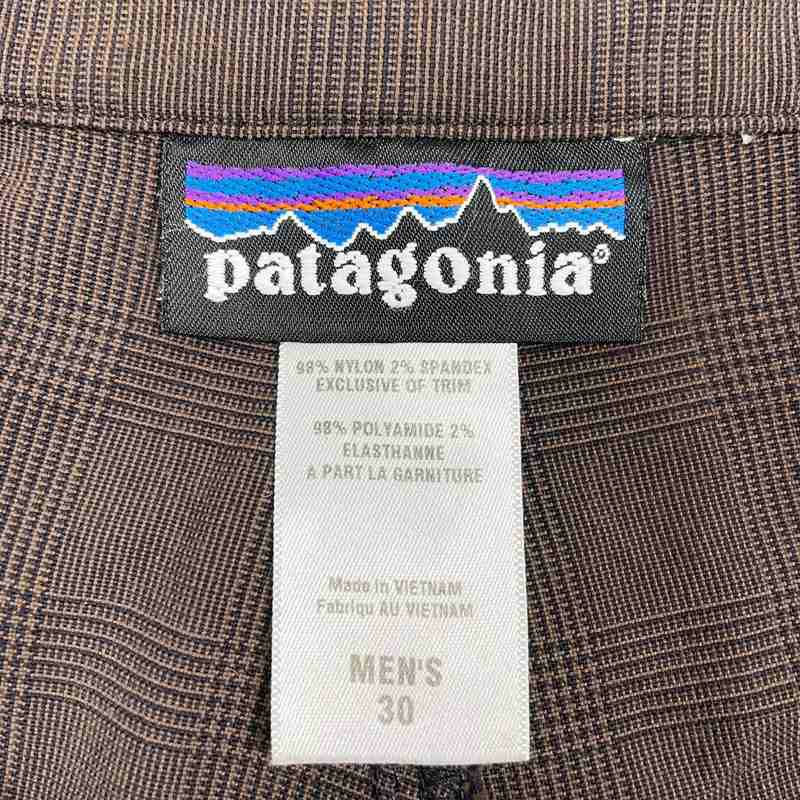 patagonia®
98% NYLON 2% SPANDEX
EXCLUSIVE OF TRIM
98% POLYAMIDE 2%
ELASTHANNE
A PART LA GARNITURE
Made in VIETNAM
Fabriqu AU VIETNAM
MEN'S
30